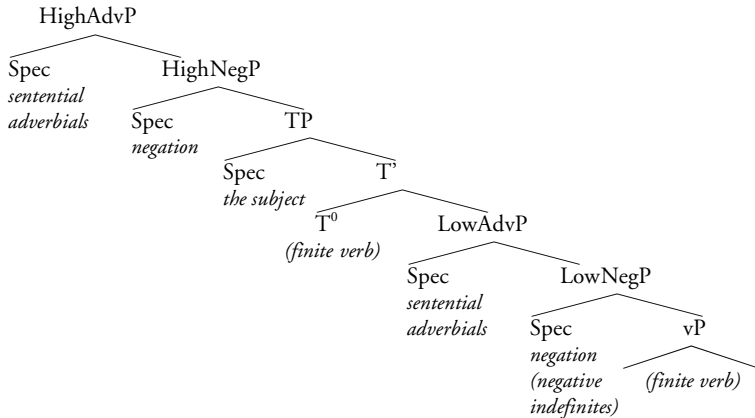 HighAdvP
Spec HighNegP
sentential
adverbials Spec TP
negation
Spec T'
the subject
T⁰ LowAdvP
(finite verb)
Spec LowNegP
sentential
adverbials Spec vP
negation
(negative (finite verb)
indefinites)